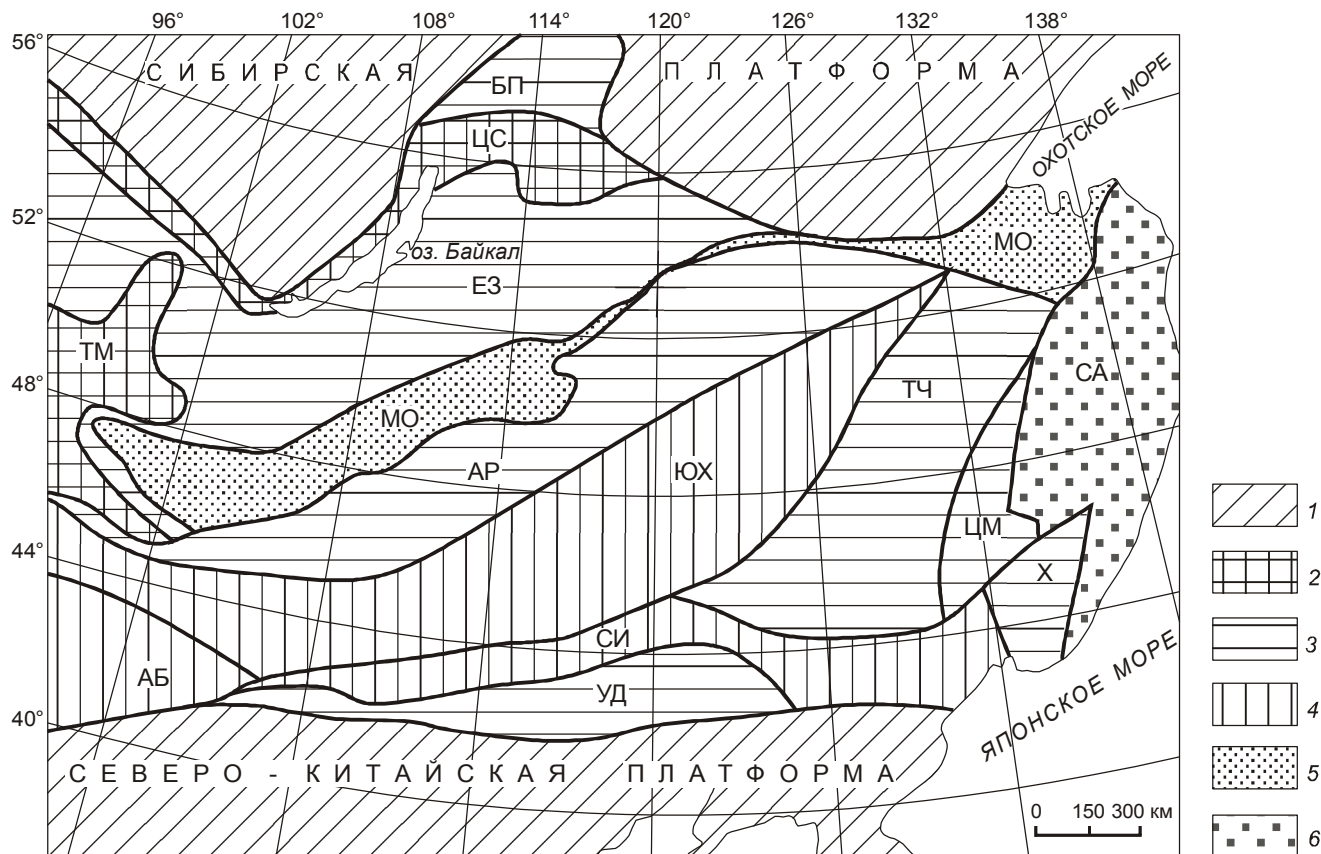 96° 102° 108° 114° 120° 126° 132° 138°
56°
СИБИРСКАЯ ПЛАТФОРМА
БП
ОХОТСКОЕ МОРЕ
ЦС
52°
МО
оз. Байкал
ЕЗ
ТМ
48°
СА
ТЧ
МО
АР
ЮХ
1
44°
ЦМ
2
Х
СИ
3
АБ
УД
4
40°
ЯПОНСКОЕ МОРЕ
СЕВЕРО - КИТАЙСКАЯ ПЛАТФОРМА
5
0 150 300 км
6